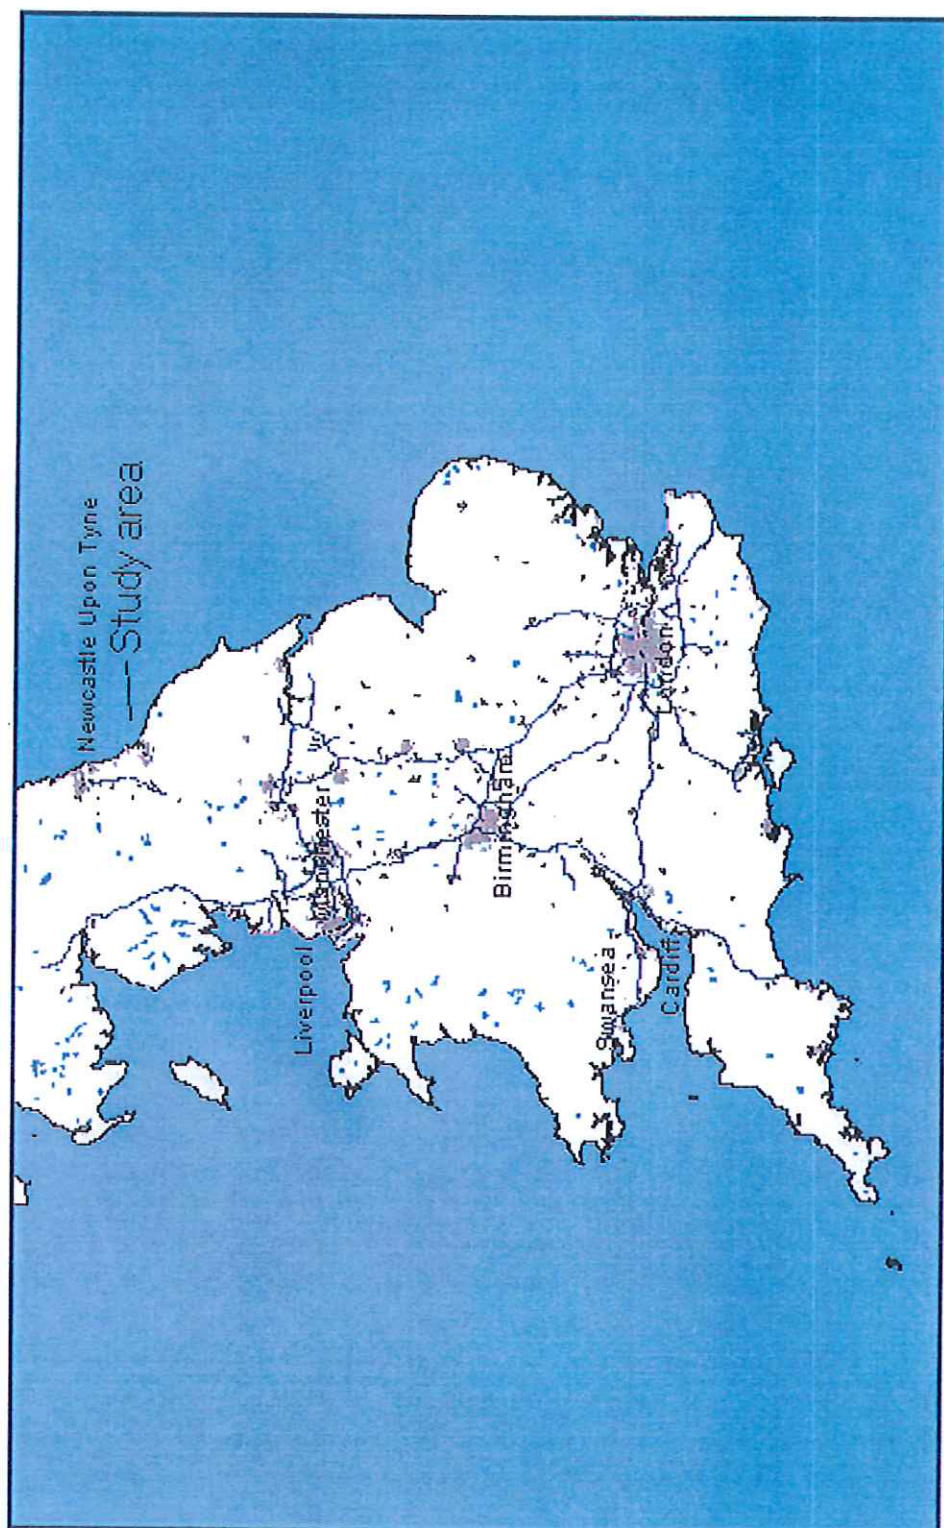 Newcastle Upon Tyne
Study area
Liverpool
Manchester
Birmingham
Swansea
Cardiff
London